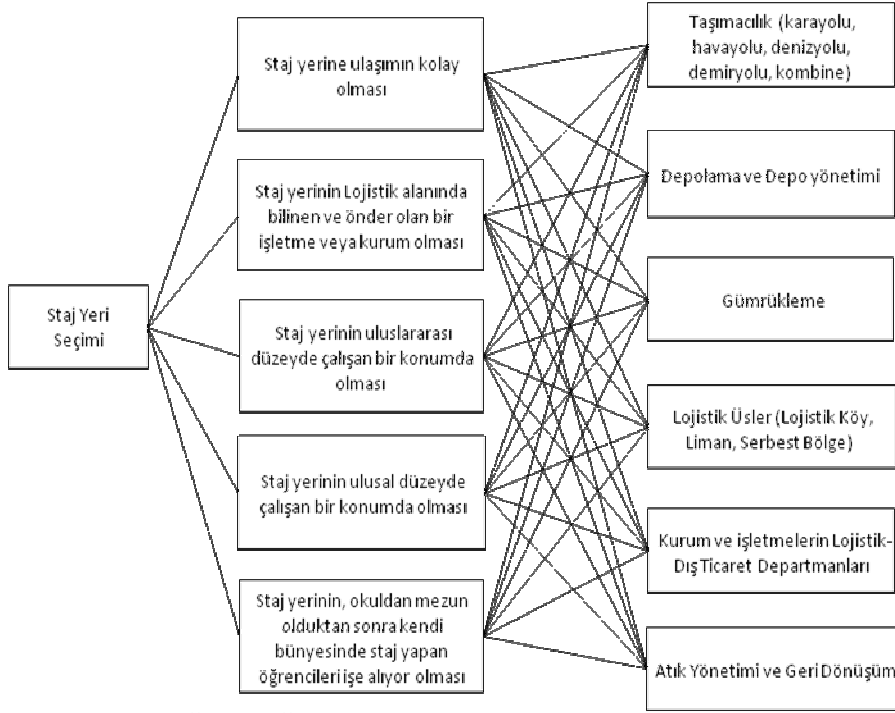 Staj Yeri
Seçimi
Staj yerine ulaşımın kolay
olması
Staj yerinin Lojistik alanında
bilinen ve önder olan bir
işletme veya kurum olması
Staj yerinin uluslararası
düzeyde çalışan bir konumda
olması
Staj yerinin ulusal düzeyde
çalışan bir konumda olması
Staj yerinin, okuldan mezun
olduktan sonra kendi
bünyesinde staj yapan
öğrencileri işe alıyor olması
Taşımacılık (karayolu,
havayolu, denizyolu,
demiryolu, kombine)
Depolama ve Depo yönetimi
Gümrükleme
Lojistik Üsler (Lojistik Köy,
Liman, Serbest Bölge)
Kurum ve işletmelerin Lojistik-
Dış Ticaret Departmanları
Atık Yönetimi ve Geri Dönüşüm